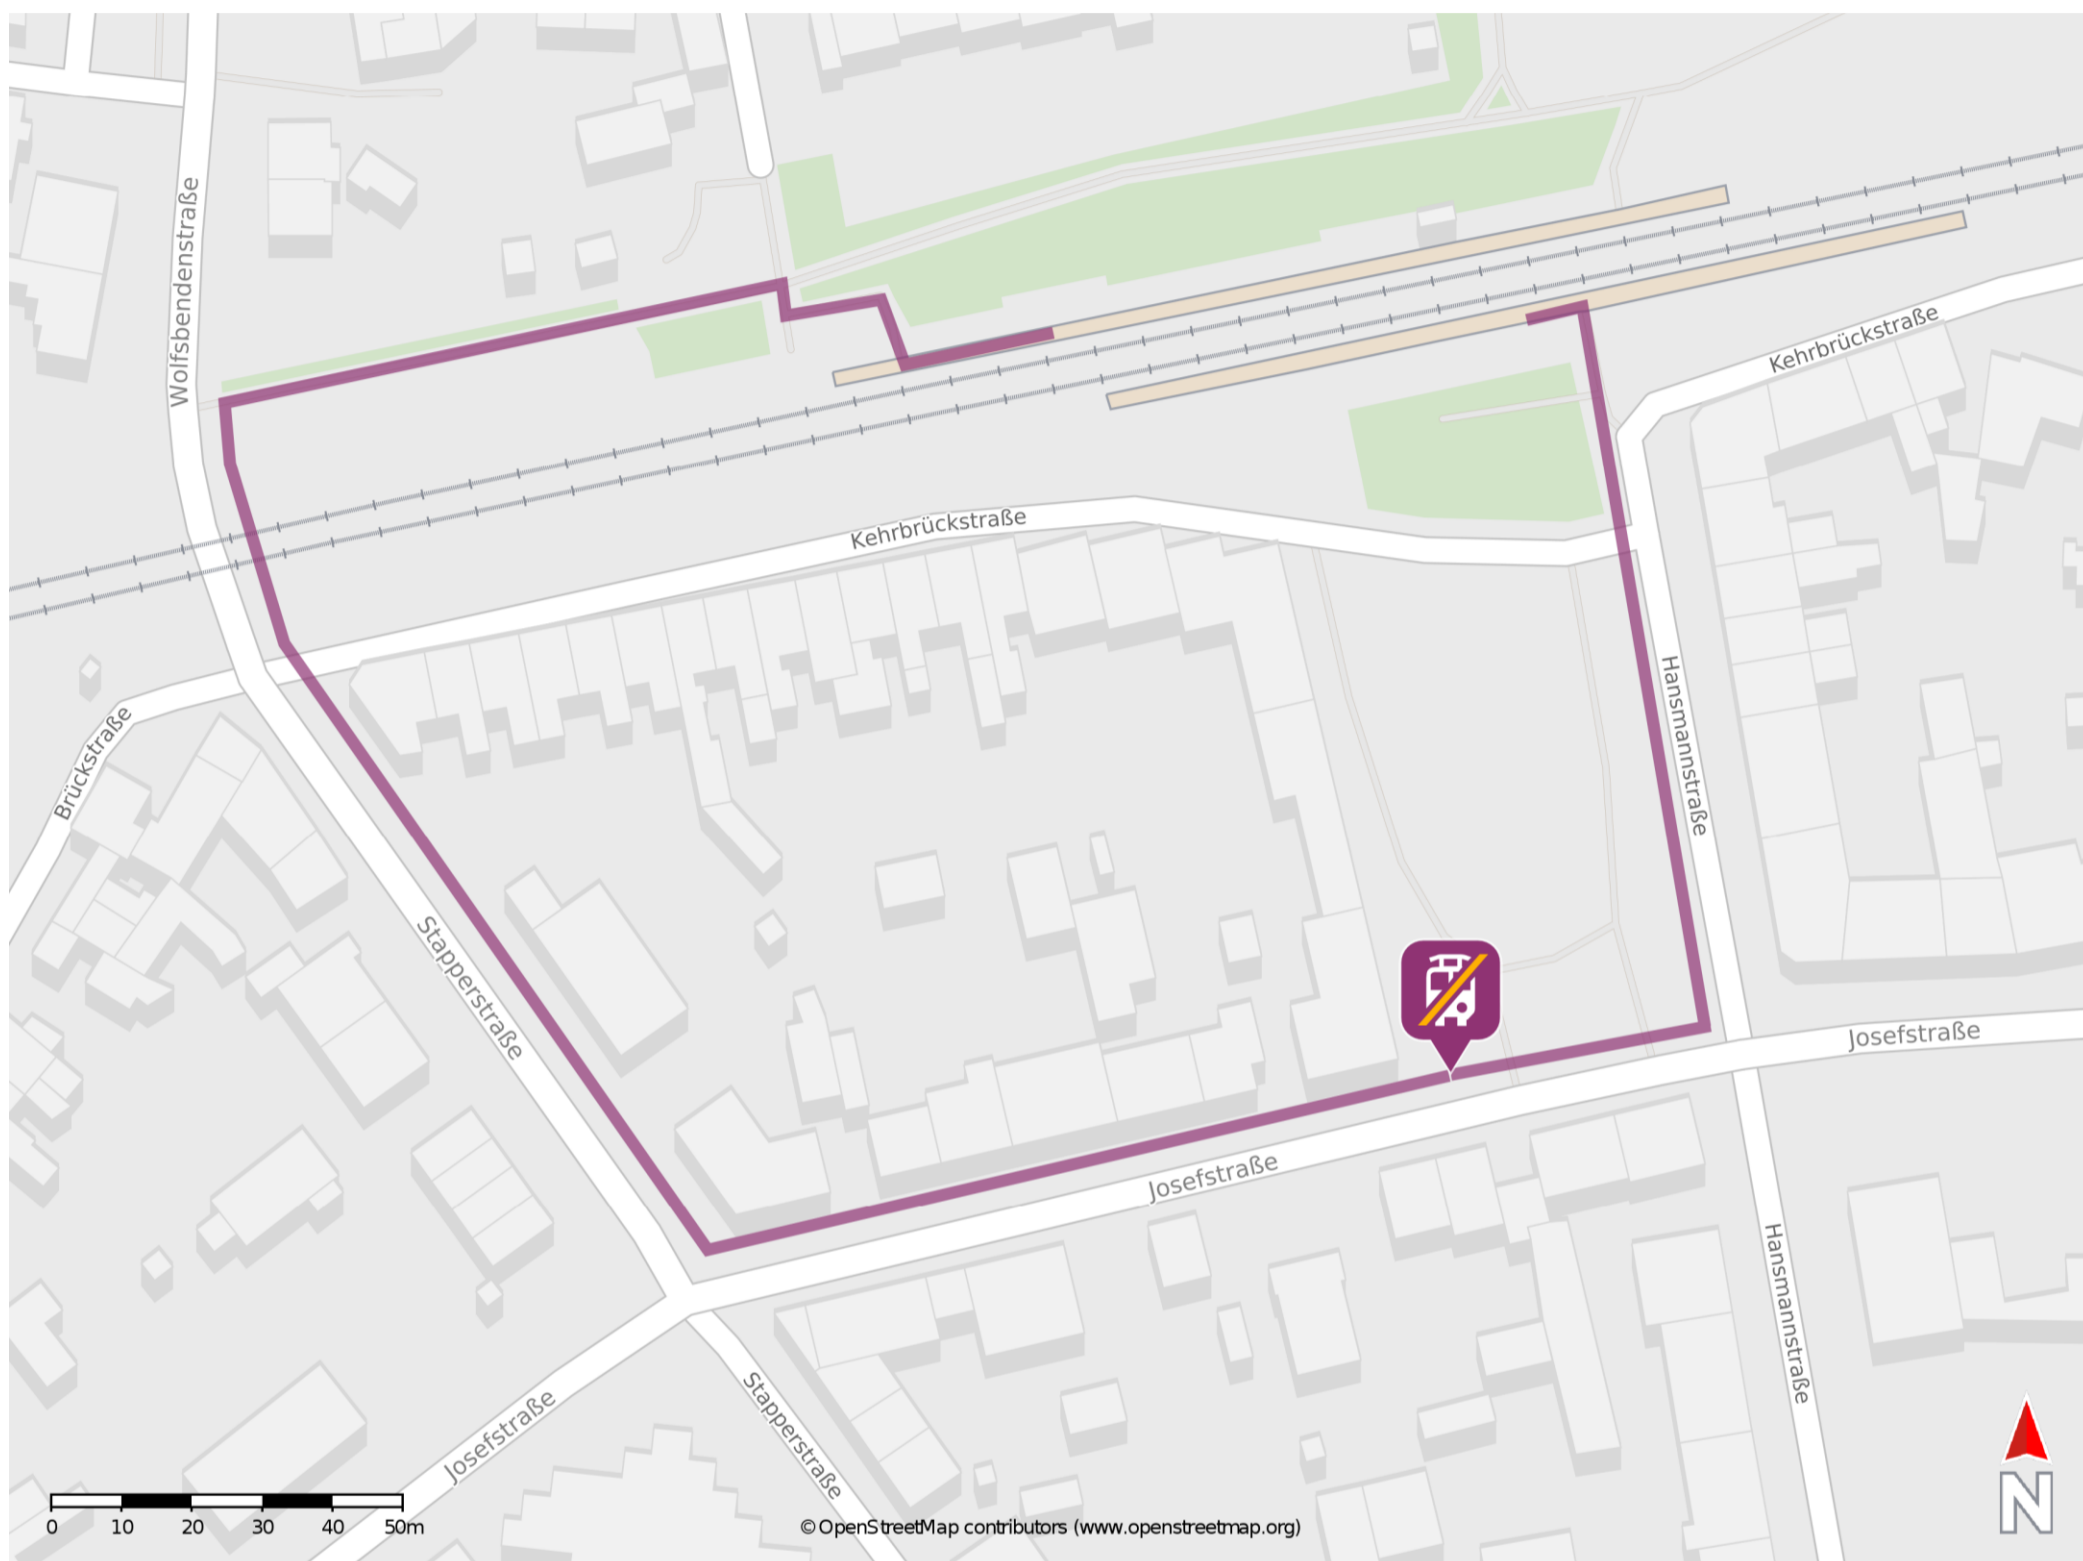 Wolfsbendenstraße
Kehrbrückstraße
Kehrbrückstraße
Brückstraße
Hansmannstraße
Stapperstraße
Josefstraße
Josefstraße
Hansmannstraße
Josefstraße
Stapperstraße
0 10 20 30 40 50m
© OpenStreetMap contributors (www.openstreetmap.org)
N